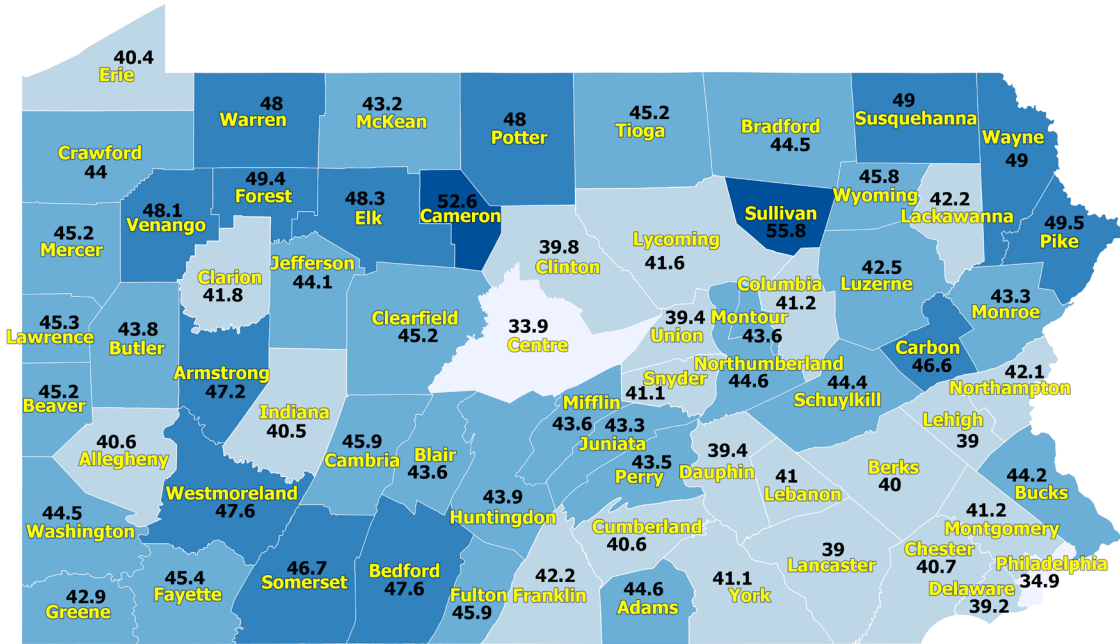 40.4
Erie
48
Warren
43.2
McKean
48
Potter
45.2
Tioga
Bradford
44.5
49
Susquehanna
Wayne
49
Crawford
44
48.1
Venango
49.4
Forest
48.3
Elk
52.6
Cameron
Sullivan
55.8
45.8
Wyoming
42.2
Lackawanna
49.5
Pike
45.2
Mercer
Clarion
41.8
Jefferson
44.1
39.8
Clinton
Lycoming
41.6
Columbia
41.2
42.5
Luzerne
43.3
Monroe
45.3
Lawrence
43.8
Butler
Clearfield
45.2
33.9
Centre
39.4
Union
Montour
43.6
Carbon
46.6
45.2
Beaver
Armstrong
47.2
Indiana
40.5
Mifflin
43.6
Snyder
41.1
Northumberland
44.6
44.4
Schuylkill
42.1
Northampton
40.6
Allegheny
45.9
Cambria
Blair
43.6
43.3
Juniata
43.5
Perry
39.4
Dauphin
41
Lebanon
Berks
40
Lehigh
39
44.2
Bucks
44.5
Washington
Westmoreland
47.6
43.9
Huntingdon
Cumberland
40.6
39
Lancaster
41.2
Montgomery
Chester
40.7
Philadelphia
34.9
Delaware
39.2
42.9
Greene
45.4
Fayette
46.7
Somerset
Bedford
47.6
Fulton
45.9
42.2
Franklin
44.6
Adams
41.1
York